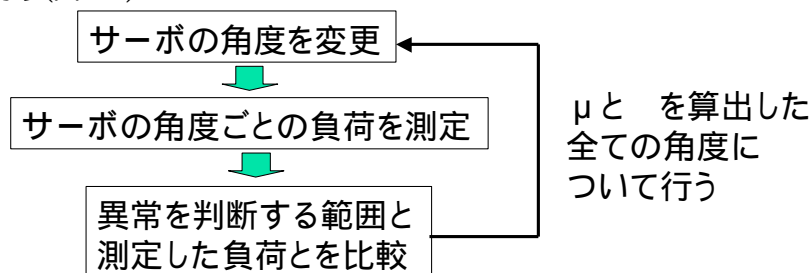 サーボの角度を変更
サーボの角度ごとの負荷を測定
μと　を算出した
全ての角度に
ついて行う
異常を判断する範囲と
測定した負荷とを比較